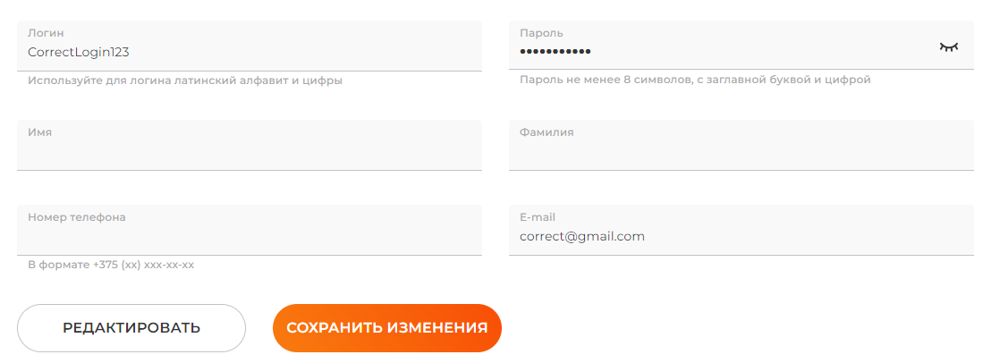 Логин
CorrectLogin123
Используйте для логина латинский алфавит и цифры
Пароль
•••••••••••
Пароль не менее 8 символов, с заглавной буквой и цифрой
Имя
Фамилия
Номер телефона
В формате +375 (xx) xxx-xx-xx
E-mail
correct@gmail.com
РЕДАКТИРОВАТЬ
СОХРАНИТЬ ИЗМЕНЕНИЯ